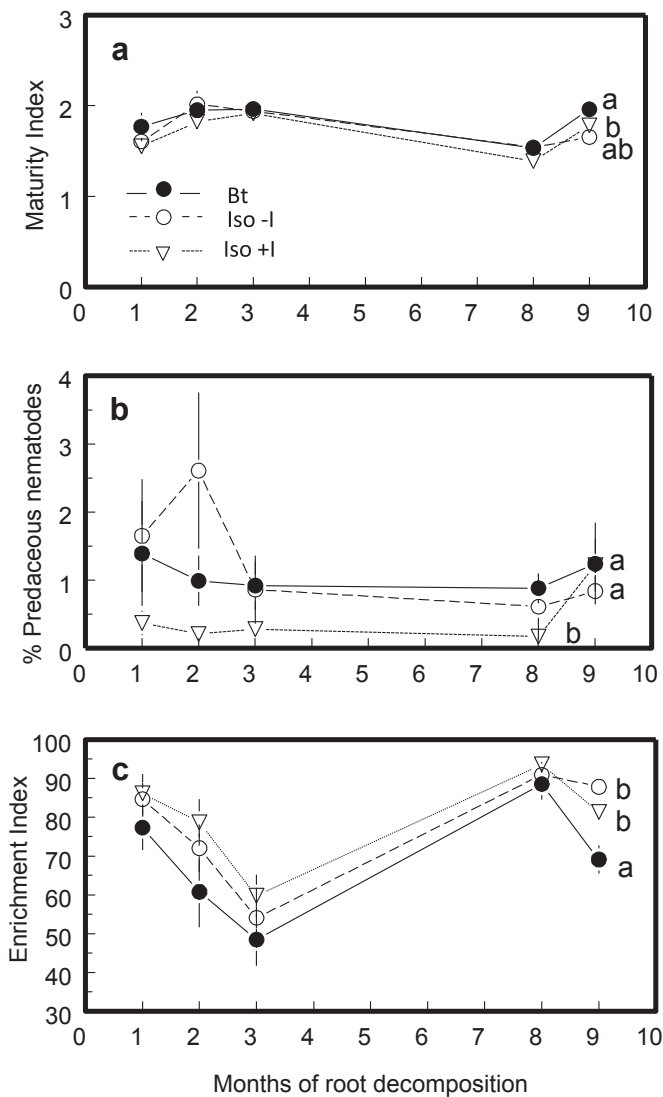 3
a
2
a
b
ab
1
Bt
Iso -I
Iso +I
0
Maturity Index
0 1 2 3 4 5 6 7 8 9 10
4
b
3
2
1
a
a
b
0
% Predaceous nematodes
0 1 2 3 4 5 6 7 8 9 10
100
c
90
b
80
b
70
a
60
50
40
30
Enrichment Index
0 1 2 3 4 5 6 7 8 9 10
Months of root decomposition